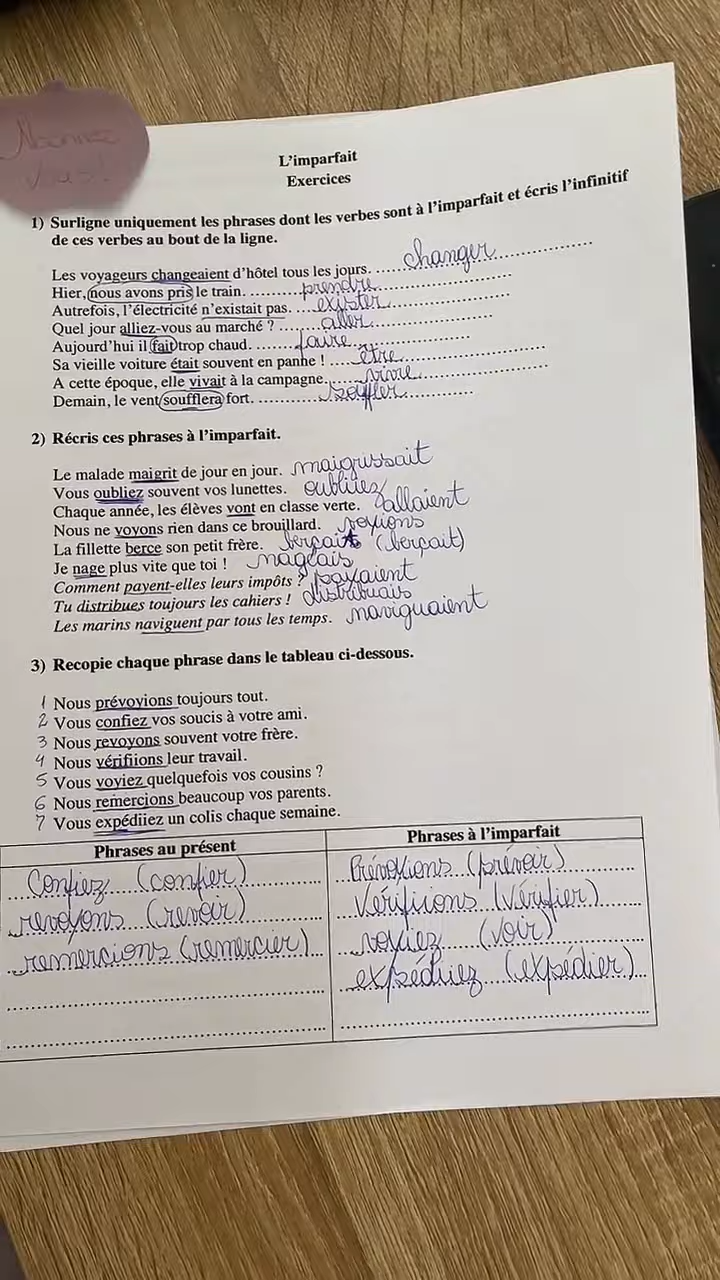 Abonnez
vous!
L'imparfait
Exercices
1) Surligne uniquement les phrases dont les verbes sont à l'imparfait et écris l'infinitif
de ces verbes au bout de la ligne.
Les voyageurs changeaient d'hôtel tous les jours. changer
Hier, nous avons pris le train. prendre
Autrefois, l'électricité n'existait pas. exister
Quel jour alliez-vous au marché ? aller
Aujourd'hui il fait trop chaud. faire
Sa vieille voiture était souvent en panne ! être
A cette époque, elle vivait à la campagne. vivre
Demain, le vent soufflera fort. souffler
2) Récris ces phrases à l'imparfait.
Le malade maigrit de jour en jour. maigrissait
Vous oubliez souvent vos lunettes. oubliiez
Chaque année, les élèves vont en classe verte. allaient
Nous ne voyons rien dans ce brouillard. voyions
La fillette berce son petit frère. berçait (berçait)
Je nage plus vite que toi ! nageais
Comment payent-elles leurs impôts ? payaient
Tu distribues toujours les cahiers ! distribuais
Les marins naviguent par tous les temps. naviguaient
3) Recopie chaque phrase dans le tableau ci-dessous.
1 Nous prévoyions toujours tout.
2 Vous confiez vos soucis à votre ami.
3 Nous revoyons souvent votre frère.
4 Nous vérifiions leur travail.
5 Vous voyiez quelquefois vos cousins ?
6 Nous remercions beaucoup vos parents.
7 Vous expédiiez un colis chaque semaine.
Phrases au présent
Confiez (confier)
revoyons (revoir)
remercions (remercier)
Phrases à l'imparfait
Prévoyions (prévoir)
Vérifiions (Vérifier)
voyiez (voir)
expédiiez (expédier)